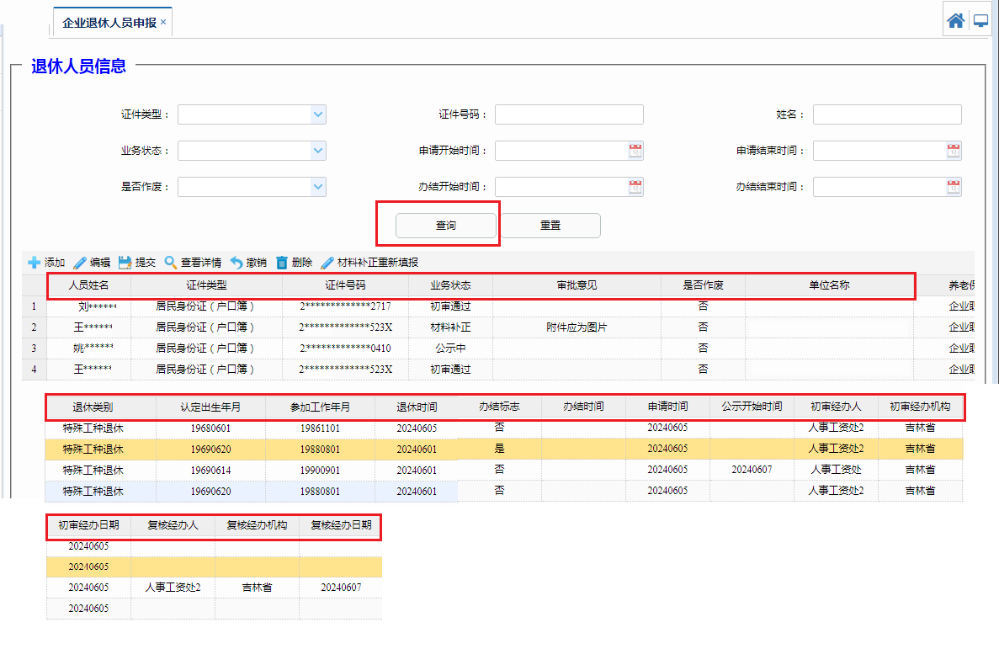 企业退休人员申报 ×
退休人员信息
证件类型： 证件号码： 姓名：
业务状态： 申请开始时间： 申请结束时间：
是否作废： 办结开始时间： 办结结束时间：
查询 重置
添加 编辑 提交 查看详情 撤销 删除 材料补正重新填报
人员姓名 证件类型 证件号码 业务状态 审批意见 是否作废 单位名称 养老
1 刘****** 居民身份证（户口簿） 2*************2717 初审通过 否 企业
2 王****** 居民身份证（户口簿） 2*************523X 材料补正 附件应为图片 否 企业
3 姚****** 居民身份证（户口簿） 2*************0410 公示中 否 企业
4 王****** 居民身份证（户口簿） 2*************523X 初审通过 否 企业
退休类别 认定出生年月 参加工作年月 退休时间 办结标志 办结时间 申请时间 公示开始时间 初审经办人 初审经办机构
特殊工种退休 19680601 19861101 20240605 否 20240605 人事工资处2 吉林省
特殊工种退休 19690620 19880801 20240601 是 20240605 人事工资处2 吉林省
特殊工种退休 19690614 19900901 20240601 否 20240605 20240607 人事工资处 吉林省
特殊工种退休 19690620 19880801 20240601 否 20240605 人事工资处2 吉林省
初审经办日期 复核经办人 复核经办机构 复核经办日期
20240605
20240605
20240605 人事工资处2 吉林省 20240607
20240605